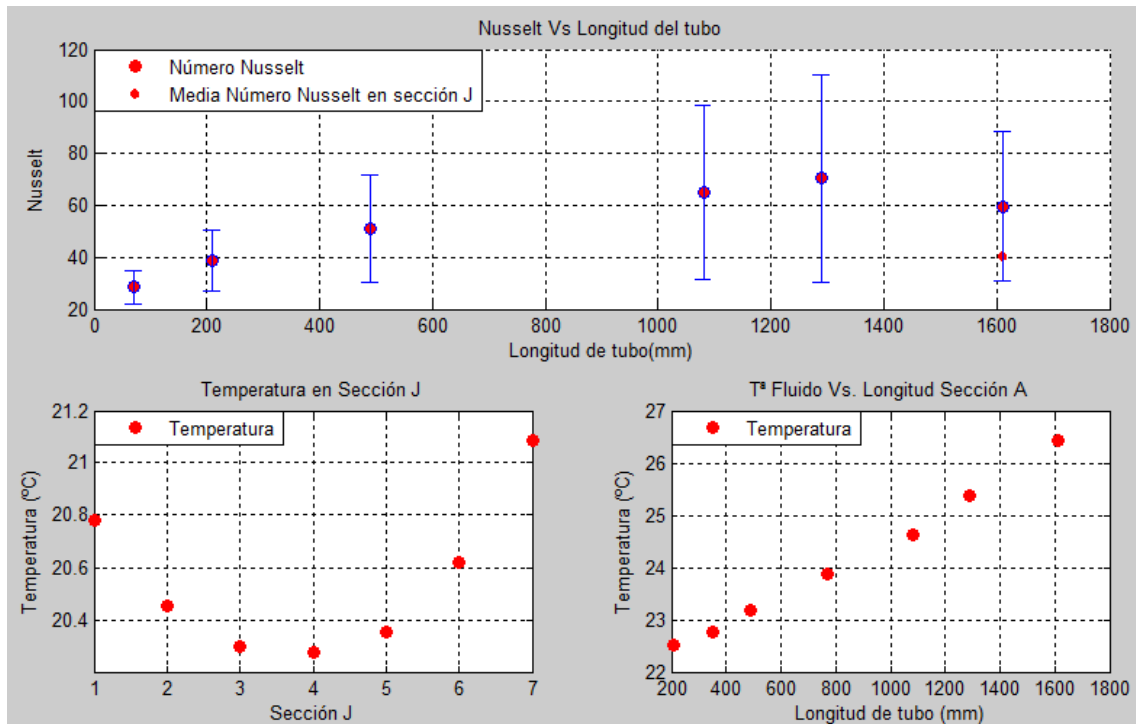 Nusselt Vs Longitud del tubo
120
100
80
60
40
20
Nusselt
Número Nusselt
Media Número Nusselt en sección J
0 200 400 600 800 1000 1200 1400 1600 1800
Longitud de tubo(mm)
Temperatura en Sección J
21.2
21
20.8
20.6
20.4
Temperatura (ºC)
Temperatura
1 2 3 4 5 6 7
Sección J
Tª Fluido Vs. Longitud Sección A
27
26
25
24
23
22
Temperatura (ºC)
Temperatura
200 400 600 800 1000 1200 1400 1600 1800
Longitud de tubo (mm)